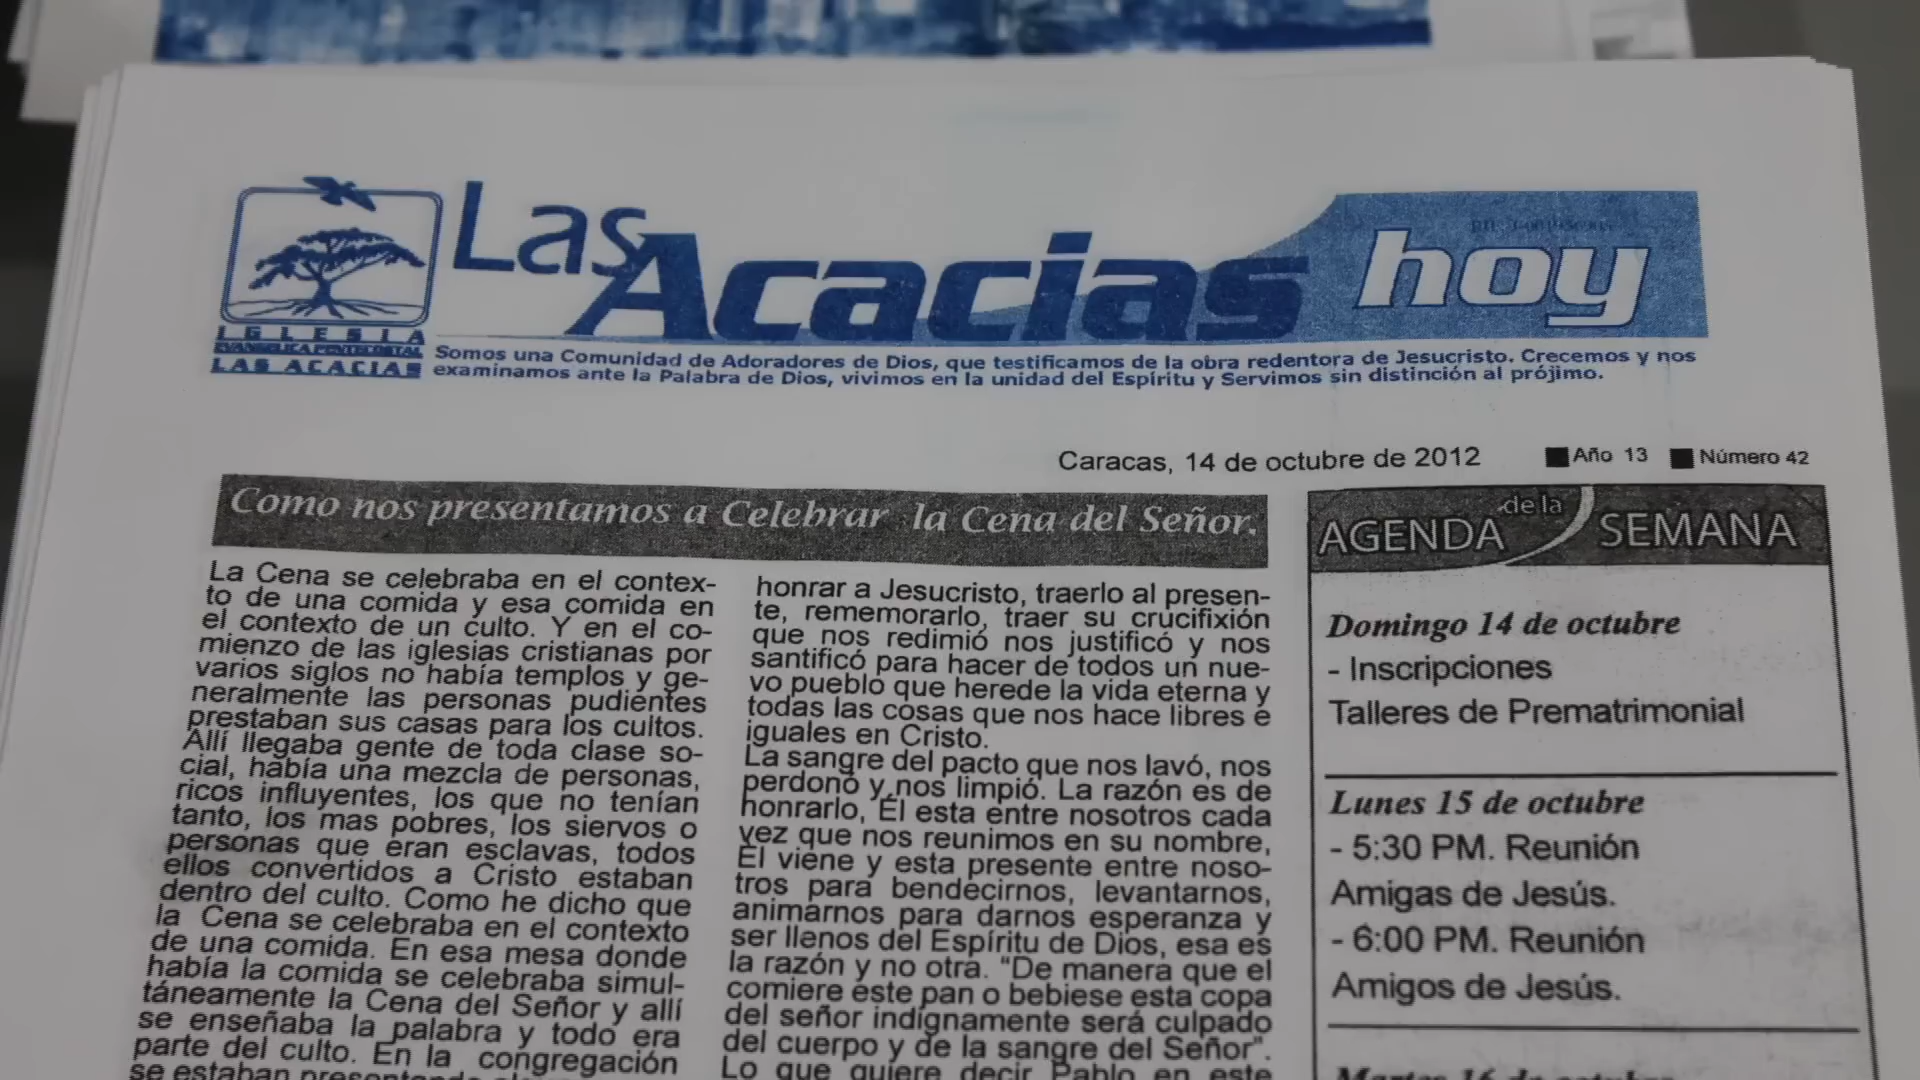 Las Acacias hoy
IGLESIA
EVANGELICA PENTECOSTAL
LAS ACACIAS
Somos una Comunidad de Adoradores de Dios, que testificamos de la obra redentora de Jesucristo. Crecemos y nos
examinamos ante la Palabra de Dios, vivimos en la unidad del Espíritu y Servimos sin distinción al prójimo.
Caracas, 14 de octubre de 2012 Año 13 Número 42
Como nos presentamos a Celebrar la Cena del Señor.
La Cena se celebraba en el contex-
to de una comida y esa comida en
el contexto de un culto. Y en el co-
mienzo de las iglesias cristianas por
varios siglos no había templos y ge-
neralmente las personas pudientes
prestaban sus casas para los cultos.
Allí llegaba gente de toda clase so-
cial, había una mezcla de personas,
ricos influyentes, los que no tenían
tanto, los mas pobres, los siervos o
personas que eran esclavas, todos
ellos convertidos a Cristo estaban
dentro del culto. Como he dicho que
la Cena se celebraba en el contexto
de una comida. En esa mesa donde
había la comida se celebraba simul-
táneamente la Cena del Señor y allí
se enseñaba la palabra y todo era
parte del culto. En la congregación
se estaban
honrar a Jesucristo, traerlo al presen-
te, rememorarlo, traer su crucifixión
que nos redimió nos justificó y nos
santificó para hacer de todos un nue-
vo pueblo que herede la vida eterna y
todas las cosas que nos hace libres e
iguales en Cristo.
La sangre del pacto que nos lavó, nos
perdonó y nos limpió. La razón es de
honrarlo, Él esta entre nosotros cada
vez que nos reunimos en su nombre,
Él viene y esta presente entre noso-
tros para bendecirnos, levantarnos,
animarnos para darnos esperanza y
ser llenos del Espíritu de Dios, esa es
la razón y no otra. "De manera que el
comiere este pan o bebiese esta copa
del señor indignamente será culpado
del cuerpo y de la sangre del Señor".
Lo que quiere decir Pablo en este
AGENDA de la SEMANA
Domingo 14 de octubre
- Inscripciones
Talleres de Prematrimonial
Lunes 15 de octubre
- 5:30 PM. Reunión
Amigas de Jesús.
- 6:00 PM. Reunión
Amigos de Jesús.
Martes 16 de octubre